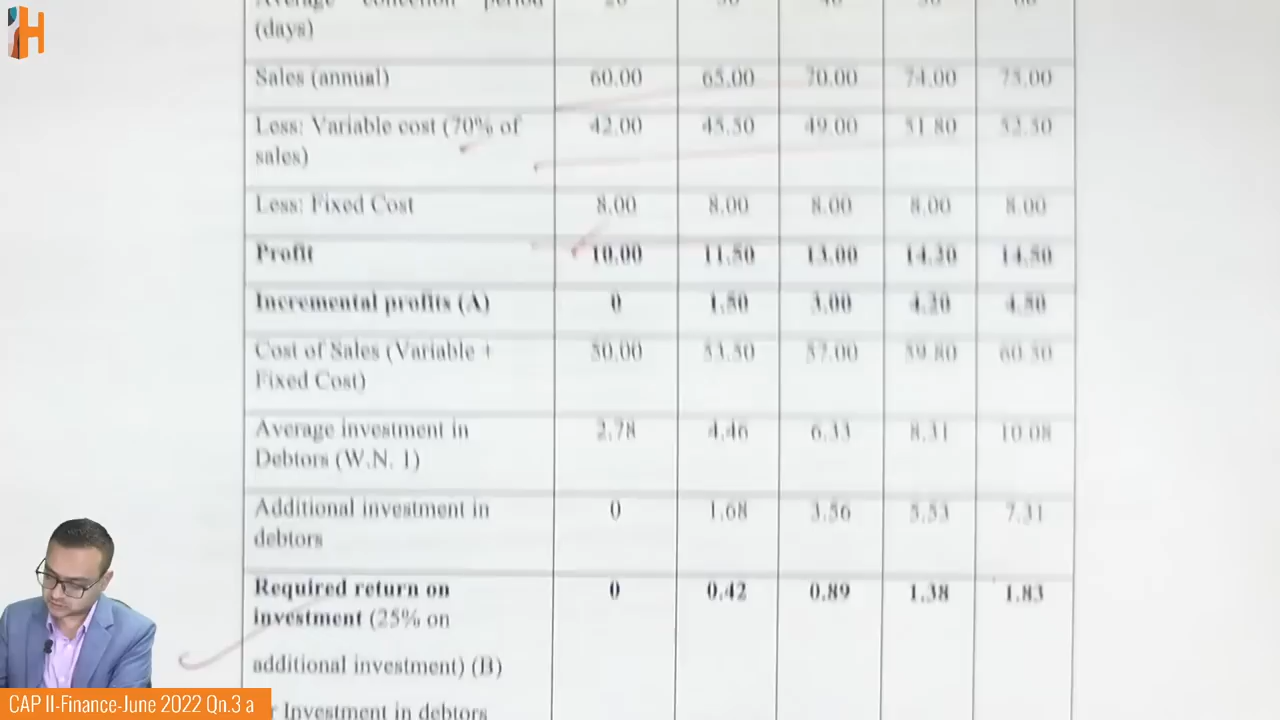 H
Average collection period
(days)
Sales (annual) 60.00 65.00 70.00 74.00 75.00
Less: Variable cost (70% of 42.00 45.50 49.00 51.80 52.50
sales)
Less: Fixed Cost 8.00 8.00 8.00 8.00 8.00
Profit 10.00 11.50 13.00 14.20 14.50
Incremental profits (A) 0 1.50 3.00 4.20 4.50
Cost of Sales (Variable + 50.00 53.50 57.00 59.80 60.50
Fixed Cost)
Average investment in 2.78 4.46 6.33 8.31 10.08
Debtors (W.N. 1)
Additional investment in 0 1.68 3.56 5.53 7.31
debtors
Required return on 0 0.42 0.89 1.38 1.83
investment (25% on
additional investment) (B)
Investment in debtors
CAP II-Finance-June 2022 Qn.3 a